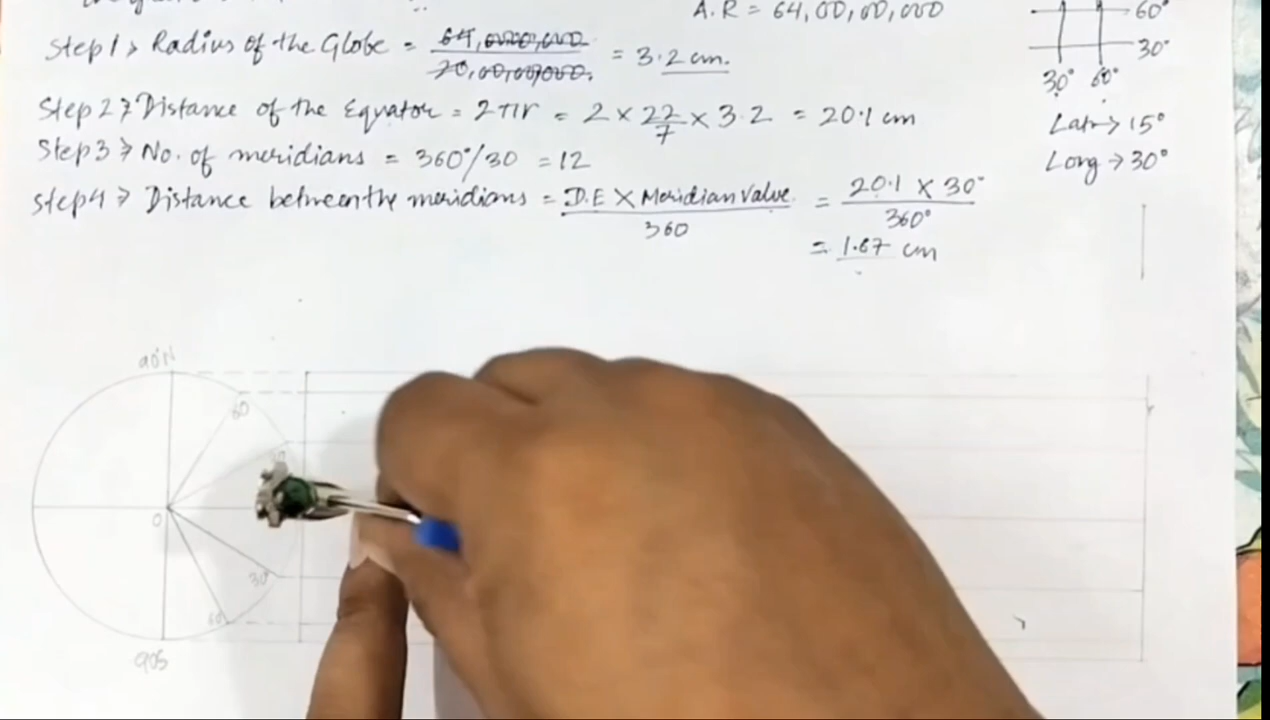 A.R = 64,00,00,000
Step 1 > Radius of the Globe = 64,0000,000 / 20,00,00,000. = 3.2 cm.
Step 2 > Distance of the Equator = 2πr = 2 × 22/7 × 3.2 = 20.1 cm
Step 3 > No. of meridians = 360°/30 = 12
Step 4 > Distance between the meridians = D.E × Meridian Value / 360 = 20.1 × 30° / 360°
= 1.67 cm
60°
30°
30° 60°
Lat → 15°
Long → 30°
90°N
60
0
30°
60
90S